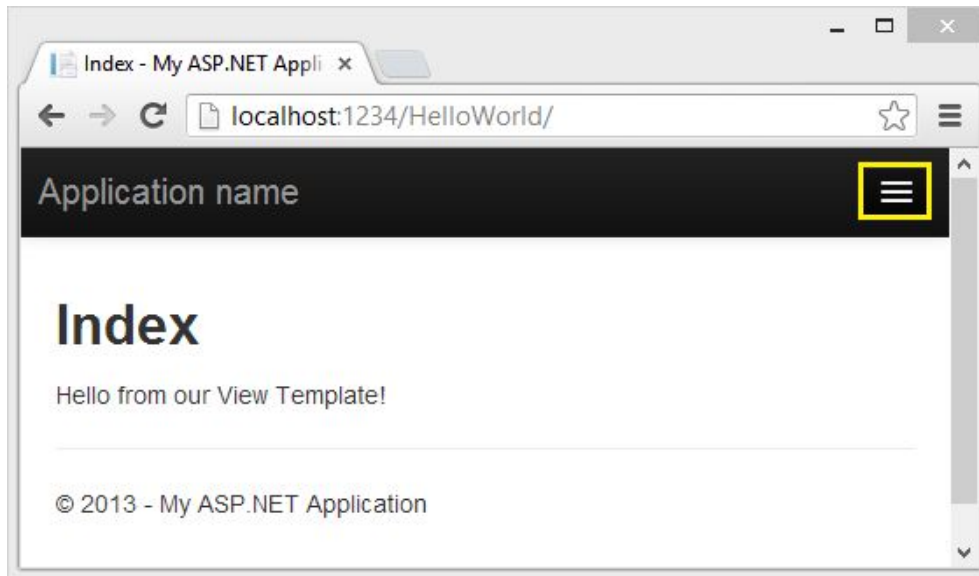 Index - My ASP.NET Appli
localhost:1234/HelloWorld/
Application name
Index
Hello from our View Template!
© 2013 - My ASP.NET Application